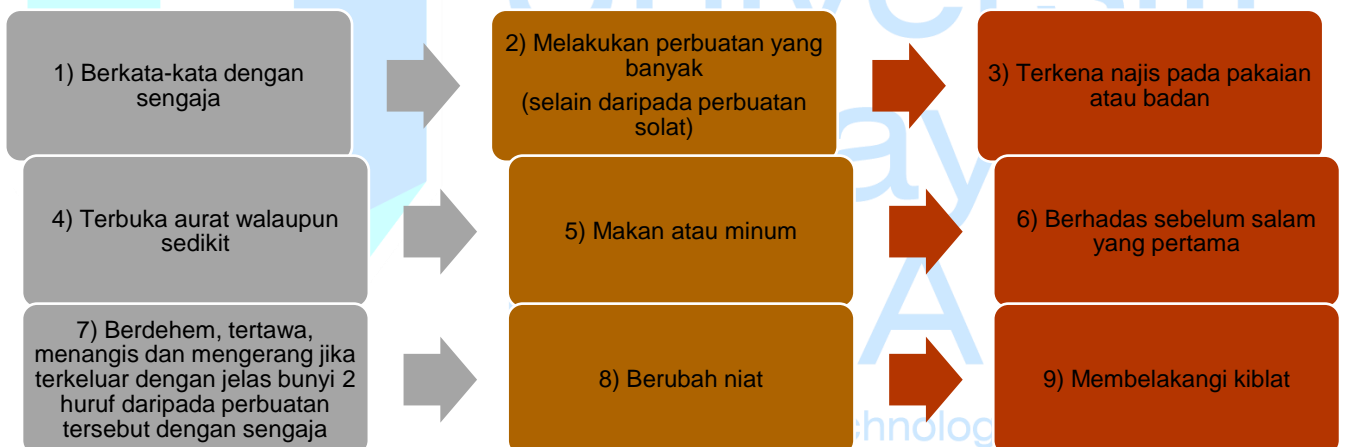 1) Berkata-kata dengan
sengaja
2) Melakukan perbuatan yang
banyak
(selain daripada perbuatan
solat)
3) Terkena najis pada pakaian
atau badan
4) Terbuka aurat walaupun
sedikit
5) Makan atau minum
6) Berhadas sebelum salam
yang pertama
7) Berdehem, tertawa,
menangis dan mengerang jika
terkeluar dengan jelas bunyi 2
huruf daripada perbuatan
tersebut dengan sengaja
8) Berubah niat
9) Membelakangi kiblat